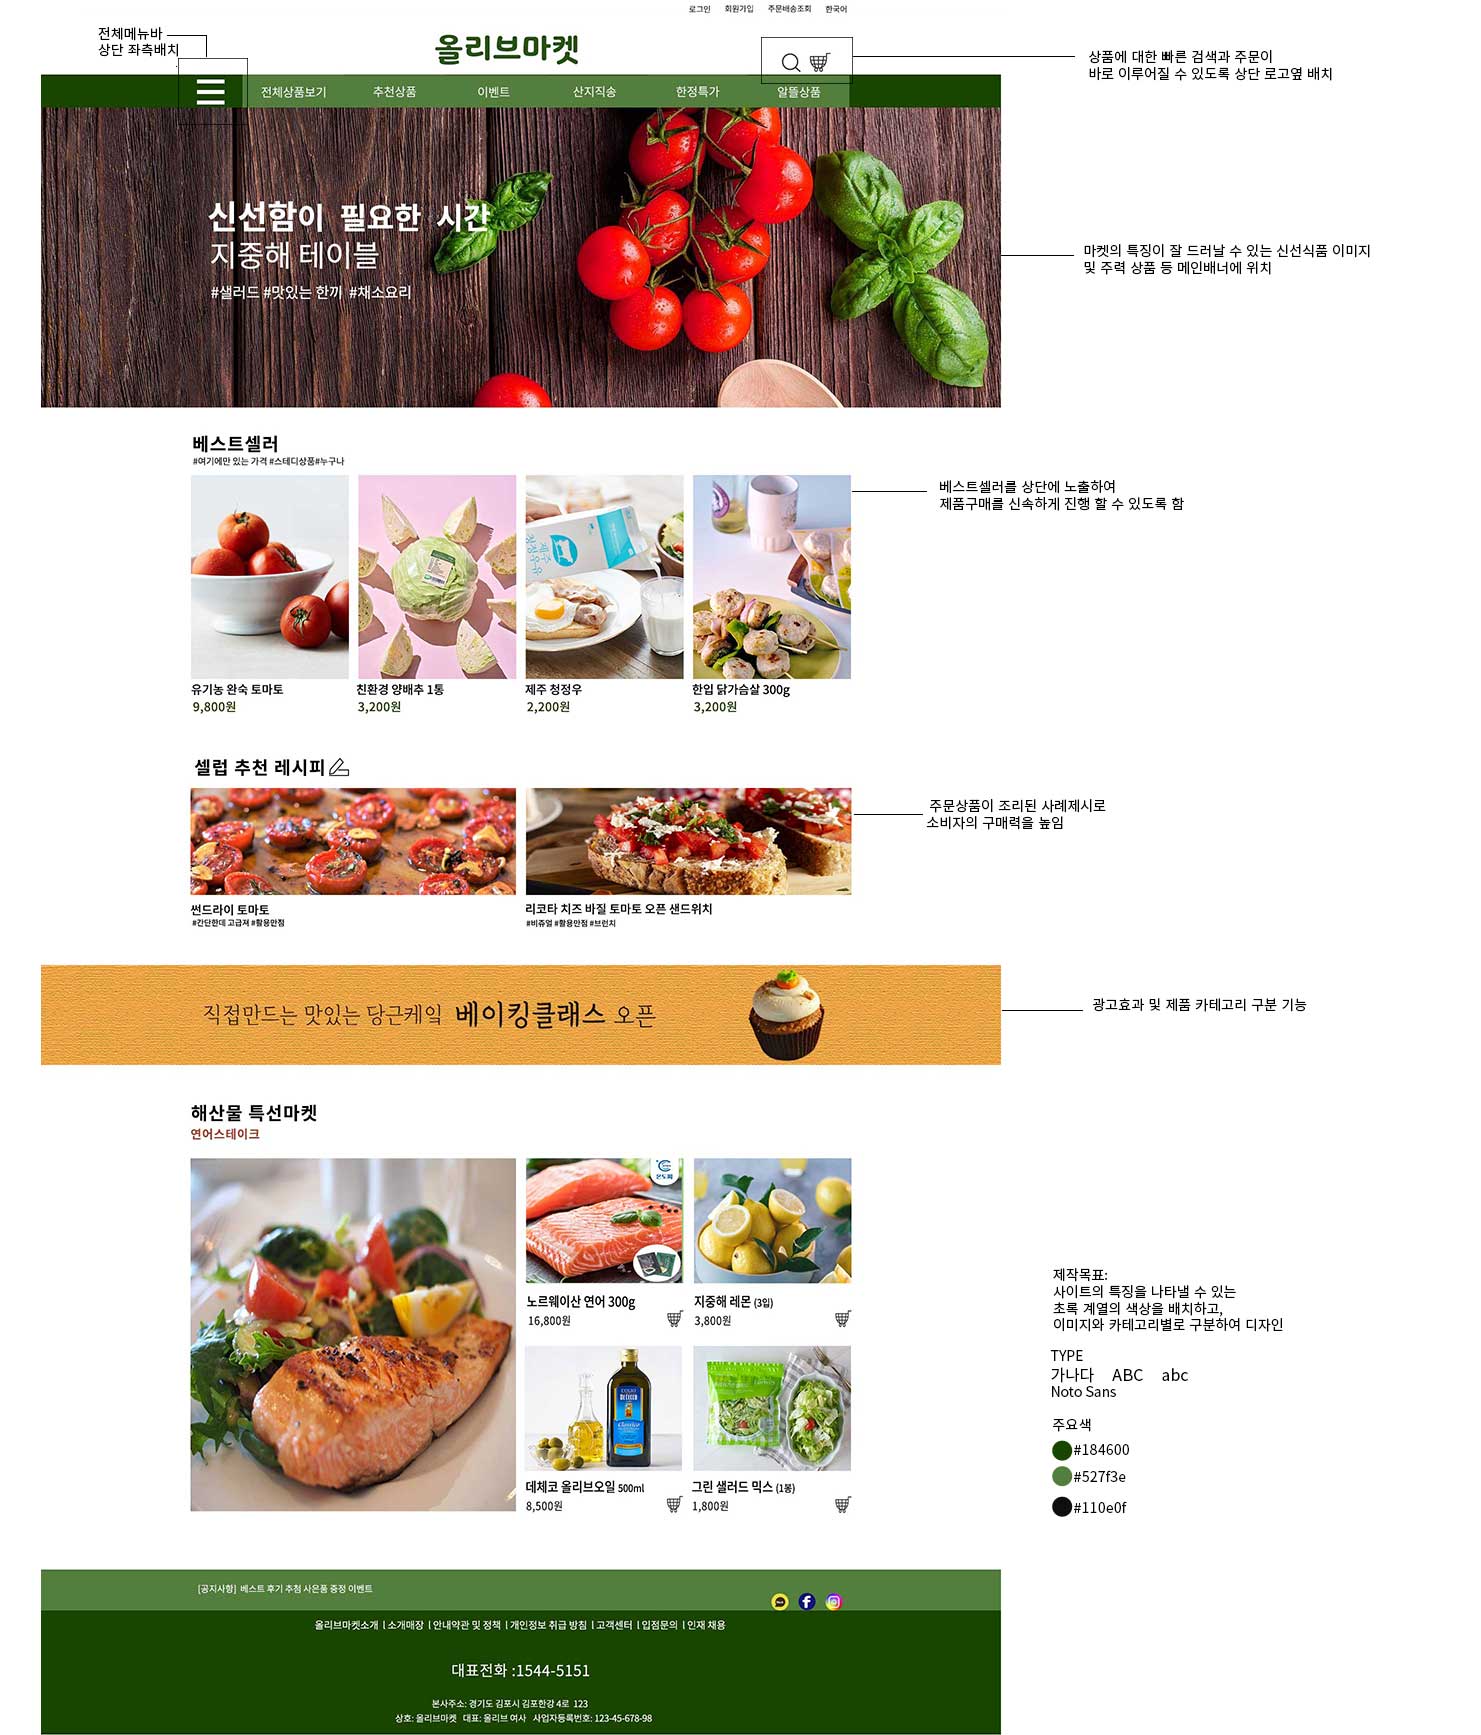 로그인 회원가입 주문배송조회 한국어
전체메뉴바
상단 좌측배치
올리브마켓
상품에 대한 빠른 검색과 주문이
바로 이루어질 수 있도록 상단 로고옆 배치
전체상품보기 추천상품 이벤트 산지직송 한정특가 알뜰상품
신선함이 필요한 시간
지중해 테이블
#샐러드 #맛있는 한끼 #채소요리
마켓의 특징이 잘 드러날 수 있는 신선식품 이미지
및 주력 상품 등 메인배너에 위치
베스트셀러
#여기에만 있는 가격 #스테디상품#누구나
베스트셀러를 상단에 노출하여
제품구매를 신속하게 진행 할 수 있도록 함
유기농 완숙 토마토 친환경 양배추 1통 제주 청정우 한입 닭가슴살 300g
9,800원 3,200원 2,200원 3,200원
셀럽 추천 레시피
주문상품이 조리된 사례제시로
소비자의 구매력을 높임
썬드라이 토마토 리코타 치즈 바질 토마토 오픈 샌드위치
#간단한데 고급져 #활용만점 #비쥬얼 #활용만점 #브런치
직접만드는 맛있는 당근케잌 베이킹클래스 오픈
광고효과 및 제품 카테고리 구분 기능
해산물 특선마켓
연어스테이크
노르웨이산 연어 300g 지중해 레몬 (3입)
16,800원 3,800원
데체코 올리브오일 500ml 그린 샐러드 믹스 (1봉)
8,500원 1,800원
제작목표:
사이트의 특징을 나타낼 수 있는
초록 계열의 색상을 배치하고,
이미지와 카테고리별로 구분하여 디자인
TYPE
가나다 ABC abc
Noto Sans
주요색
#184600
#527f3e
#110e0f
[공지사항] 베스트 후기 추첨 사은품 증정 이벤트
올리브마켓소개 l 소개매장 l 안내약관 및 정책 l 개인정보 취급 방침 l 고객센터 l 입점문의 l 인재 채용
대표전화 :1544-5151
본사주소: 경기도 김포시 김포한강 4로 123
상호: 올리브마켓 대표: 올리브 여사 사업자등록번호: 123-45-678-98